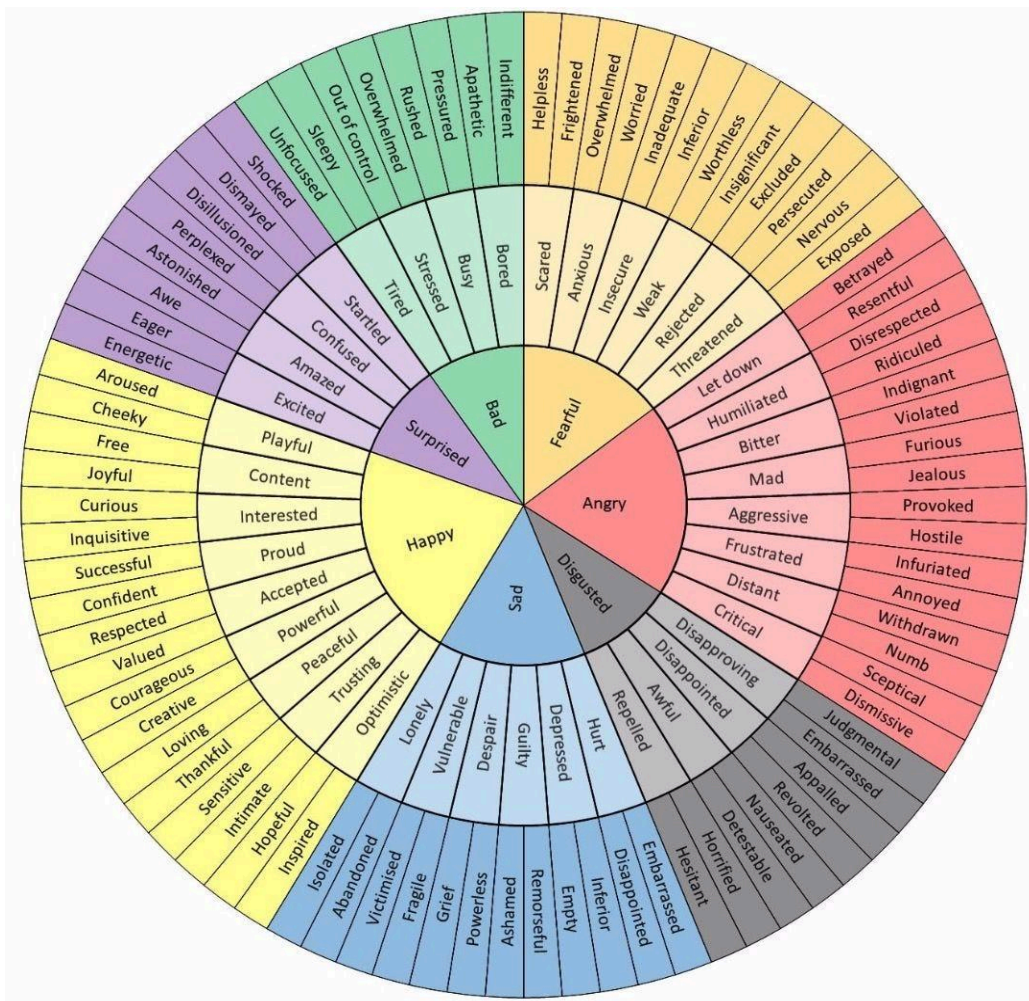 Fearful
Angry
Disgusted
Sad
Happy
Surprised
Bad
Scared
Anxious
Insecure
Weak
Rejected
Threatened
Let down
Humiliated
Bitter
Mad
Aggressive
Frustrated
Distant
Critical
Disapproving
Disappointed
Awful
Repelled
Hurt
Depressed
Guilty
Despair
Vulnerable
Lonely
Optimistic
Trusting
Peaceful
Powerful
Accepted
Proud
Interested
Content
Playful
Excited
Amazed
Confused
Startled
Tired
Stressed
Busy
Bored
Helpless
Frightened
Overwhelmed
Worried
Inadequate
Inferior
Worthless
Insignificant
Excluded
Persecuted
Nervous
Exposed
Betrayed
Resentful
Disrespected
Ridiculed
Indignant
Violated
Furious
Jealous
Provoked
Hostile
Infuriated
Annoyed
Withdrawn
Numb
Sceptical
Dismissive
Judgmental
Embarrassed
Appalled
Revolted
Nauseated
Detestable
Horrified
Hesitant
Embarrassed
Disappointed
Inferior
Empty
Remorseful
Ashamed
Powerless
Grief
Fragile
Victimised
Abandoned
Isolated
Inspired
Hopeful
Intimate
Sensitive
Thankful
Loving
Creative
Courageous
Valued
Respected
Confident
Successful
Inquisitive
Curious
Joyful
Free
Cheeky
Aroused
Energetic
Eager
Awe
Astonished
Perplexed
Disillusioned
Dismayed
Shocked
Unfocussed
Sleepy
Out of control
Overwhelmed
Rushed
Pressured
Apathetic
Indifferent